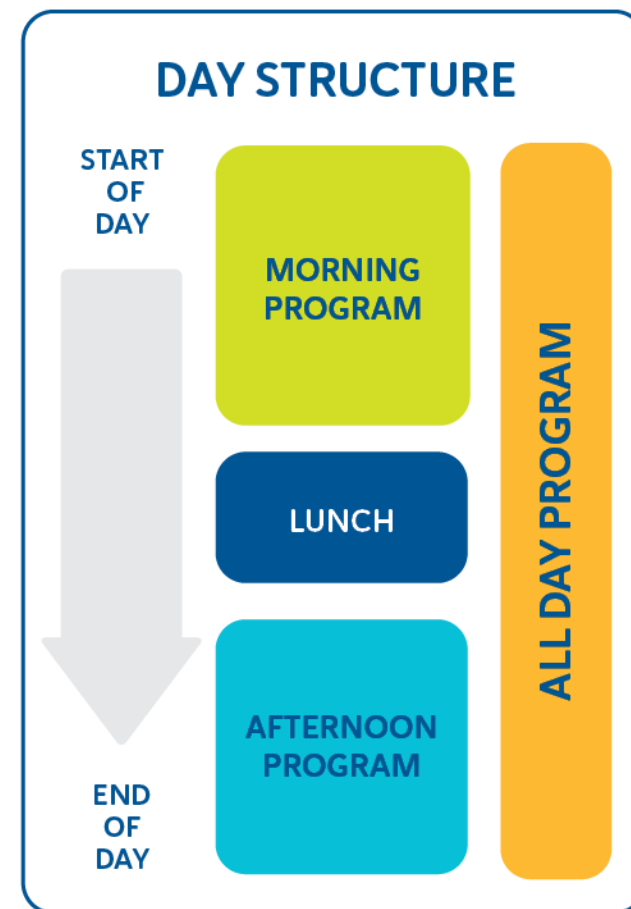 DAY STRUCTURE
START
OF
DAY
MORNING
PROGRAM
LUNCH
AFTERNOON
PROGRAM
END
OF
DAY
ALL DAY PROGRAM